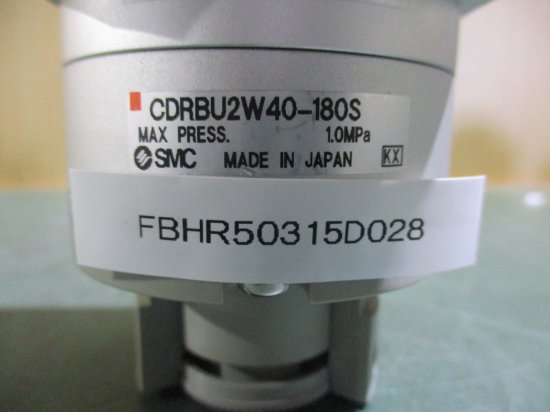 CDRBU2W40-180S
MAX PRESS. 1.0MPa
SMC MADE IN JAPAN KX
FBHR50315D028